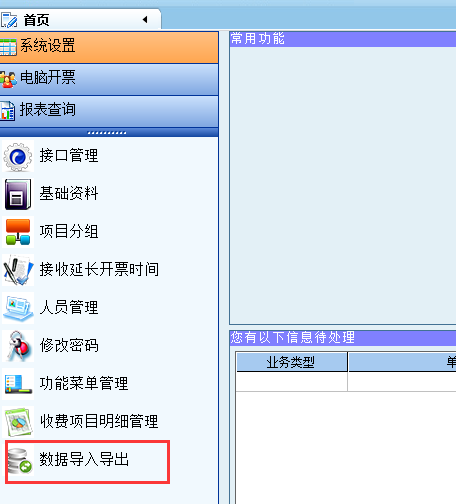 首页
系统设置
电脑开票
报表查询
接口管理
基础资料
项目分组
接收延长开票时间
人员管理
修改密码
功能菜单管理
收费项目明细管理
数据导入导出
常用功能
您有以下信息待处理
业务类型 单